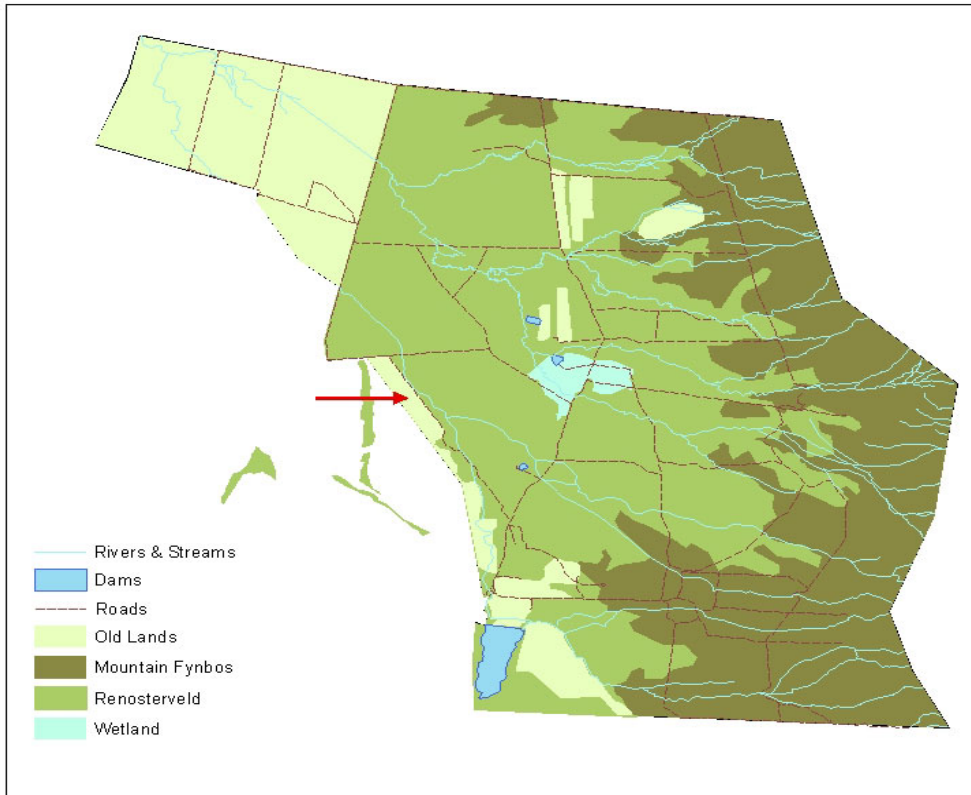 Rivers & Streams
Dams
Roads
Old Lands
Mountain Fynbos
Renosterveld
Wetland